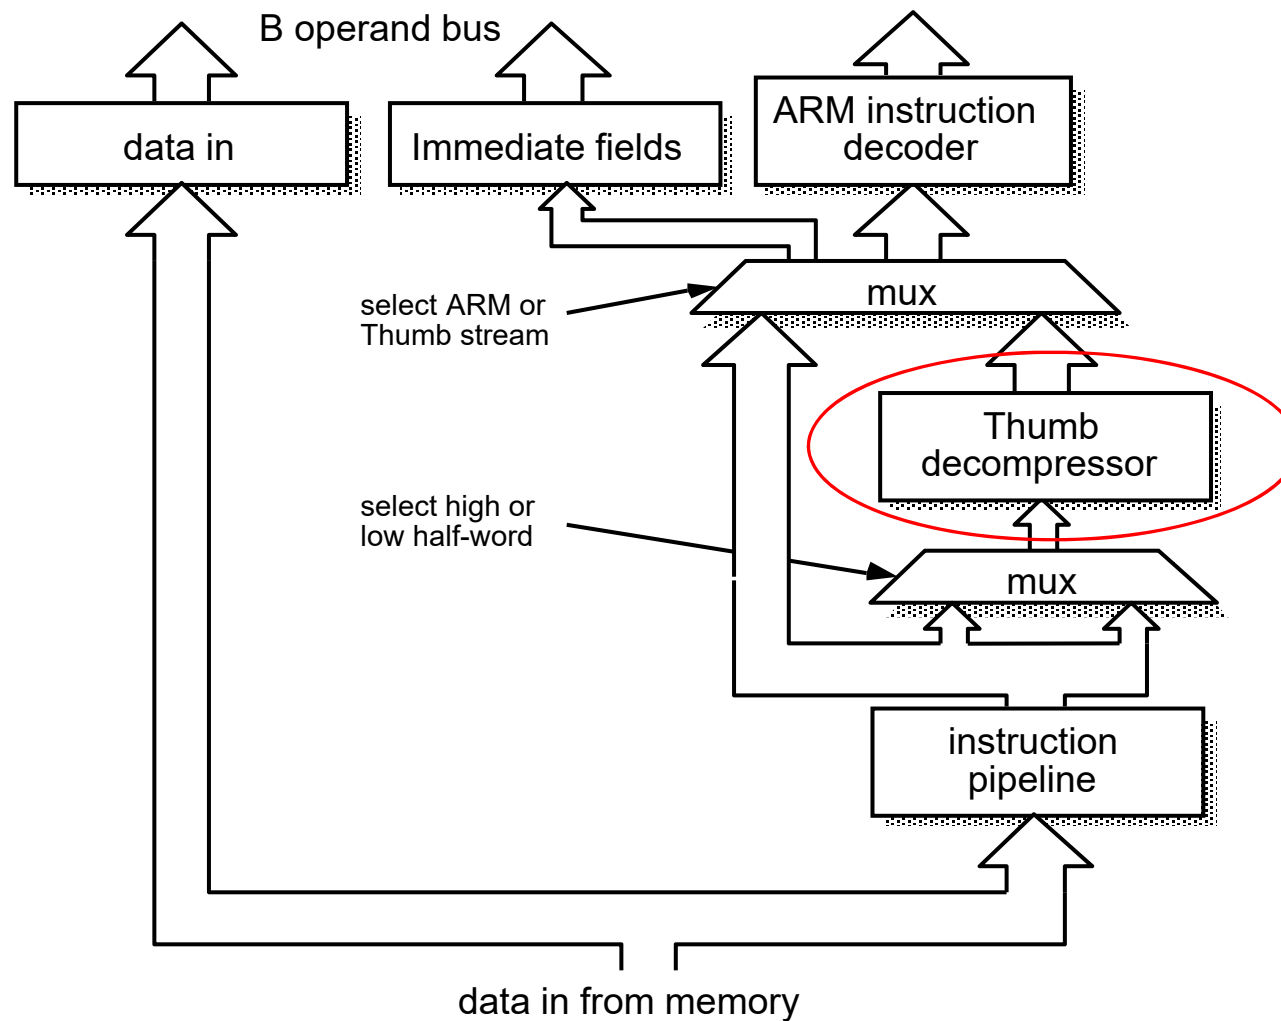 B operand bus
data in
Immediate fields
ARM instruction
decoder
mux
select ARM or
Thumb stream
Thumb
decompressor
select high or
low half-word
mux
instruction
pipeline
data in from memory